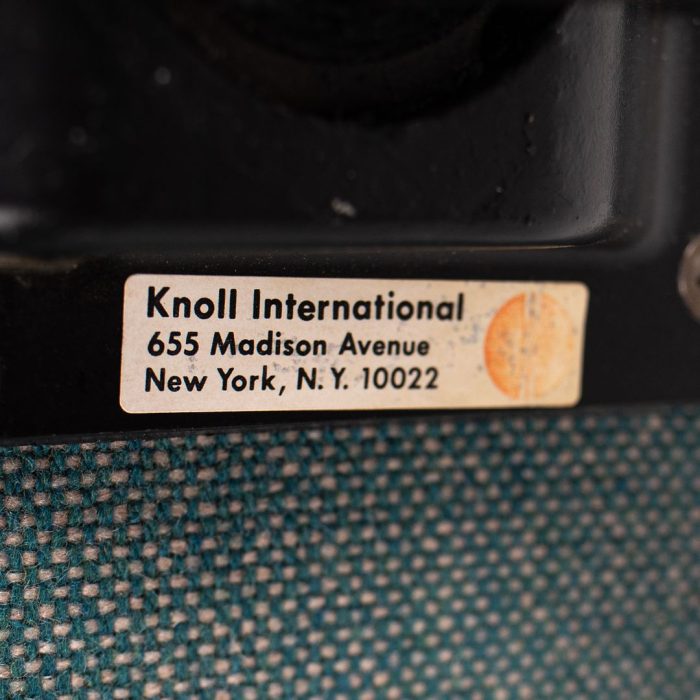 Knoll International
655 Madison Avenue
New York, N.Y. 10022